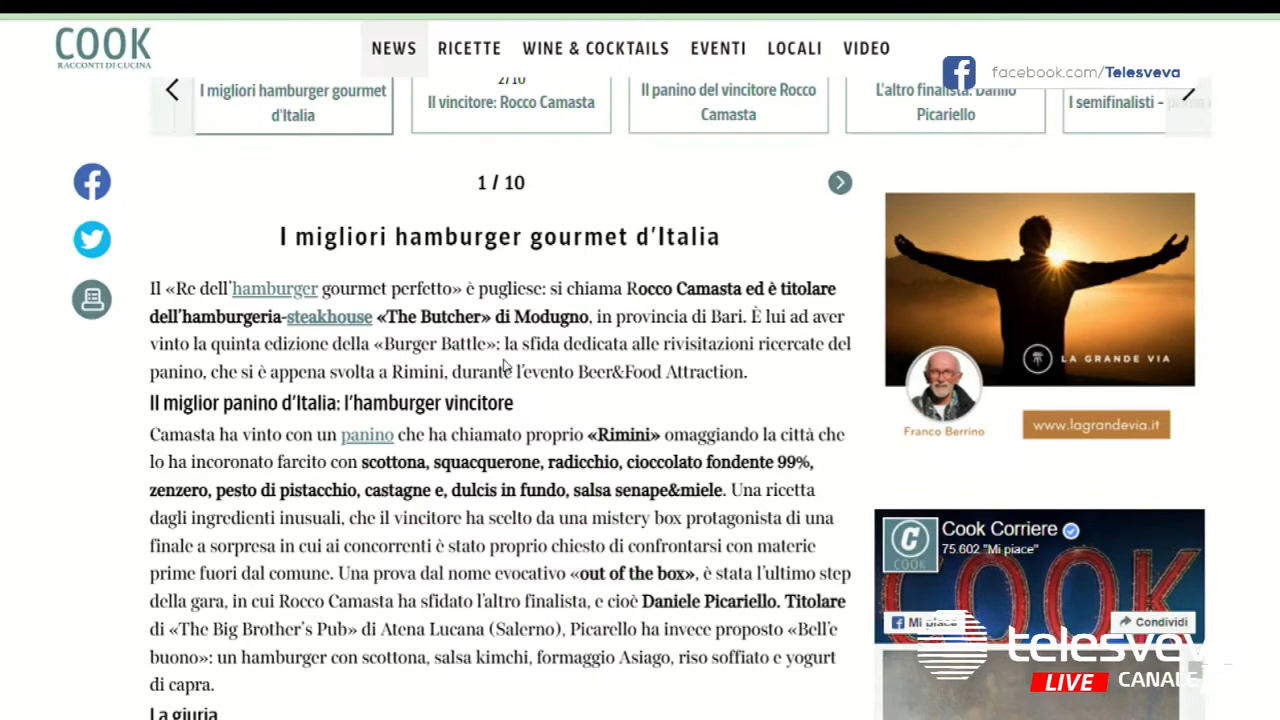 COOK
RACCONTI DI CUCINA
NEWS RICETTE WINE & COCKTAILS EVENTI LOCALI VIDEO
facebook.com/Telesveva
I migliori hamburger gourmet
d'Italia
2/10
Il vincitore: Rocco Camasta
Il panino del vincitore Rocco
Camasta
L'altro finalista: Danilo
Picariello
I semifinalisti –
1 / 10
I migliori hamburger gourmet d'Italia
Il «Re dell'hamburger gourmet perfetto» è pugliese: si chiama Rocco Camasta ed è titolare
dell'hamburgeria-steakhouse «The Butcher» di Modugno, in provincia di Bari. È lui ad aver
vinto la quinta edizione della «Burger Battle»: la sfida dedicata alle rivisitazioni ricercate del
panino, che si è appena svolta a Rimini, durante l'evento Beer&Food Attraction.
Il miglior panino d'Italia: l'hamburger vincitore
Camasta ha vinto con un panino che ha chiamato proprio «Rimini» omaggiando la città che
lo ha incoronato farcito con scottona, squacquerone, radicchio, cioccolato fondente 99%,
zenzero, pesto di pistacchio, castagne e, dulcis in fundo, salsa senape&miele. Una ricetta
dagli ingredienti inusuali, che il vincitore ha scelto da una mistery box protagonista di una
finale a sorpresa in cui ai concorrenti è stato proprio chiesto di confrontarsi con materie
prime fuori dal comune. Una prova dal nome evocativo «out of the box», è stata l'ultimo step
della gara, in cui Rocco Camasta ha sfidato l'altro finalista, e cioè Daniele Picariello. Titolare
di «The Big Brother's Pub» di Atena Lucana (Salerno), Picarello ha invece proposto «Bell'e
buono»: un hamburger con scottona, salsa kimchi, formaggio Asiago, riso soffiato e yogurt
di capra.
La giuria
LA GRANDE VIA
Franco Berrino
www.lagrandevia.it
Cook Corriere
75.602 "Mi piace"
COOK
COOK
Mi piace
Condividi
telesveva
LIVE CANALE